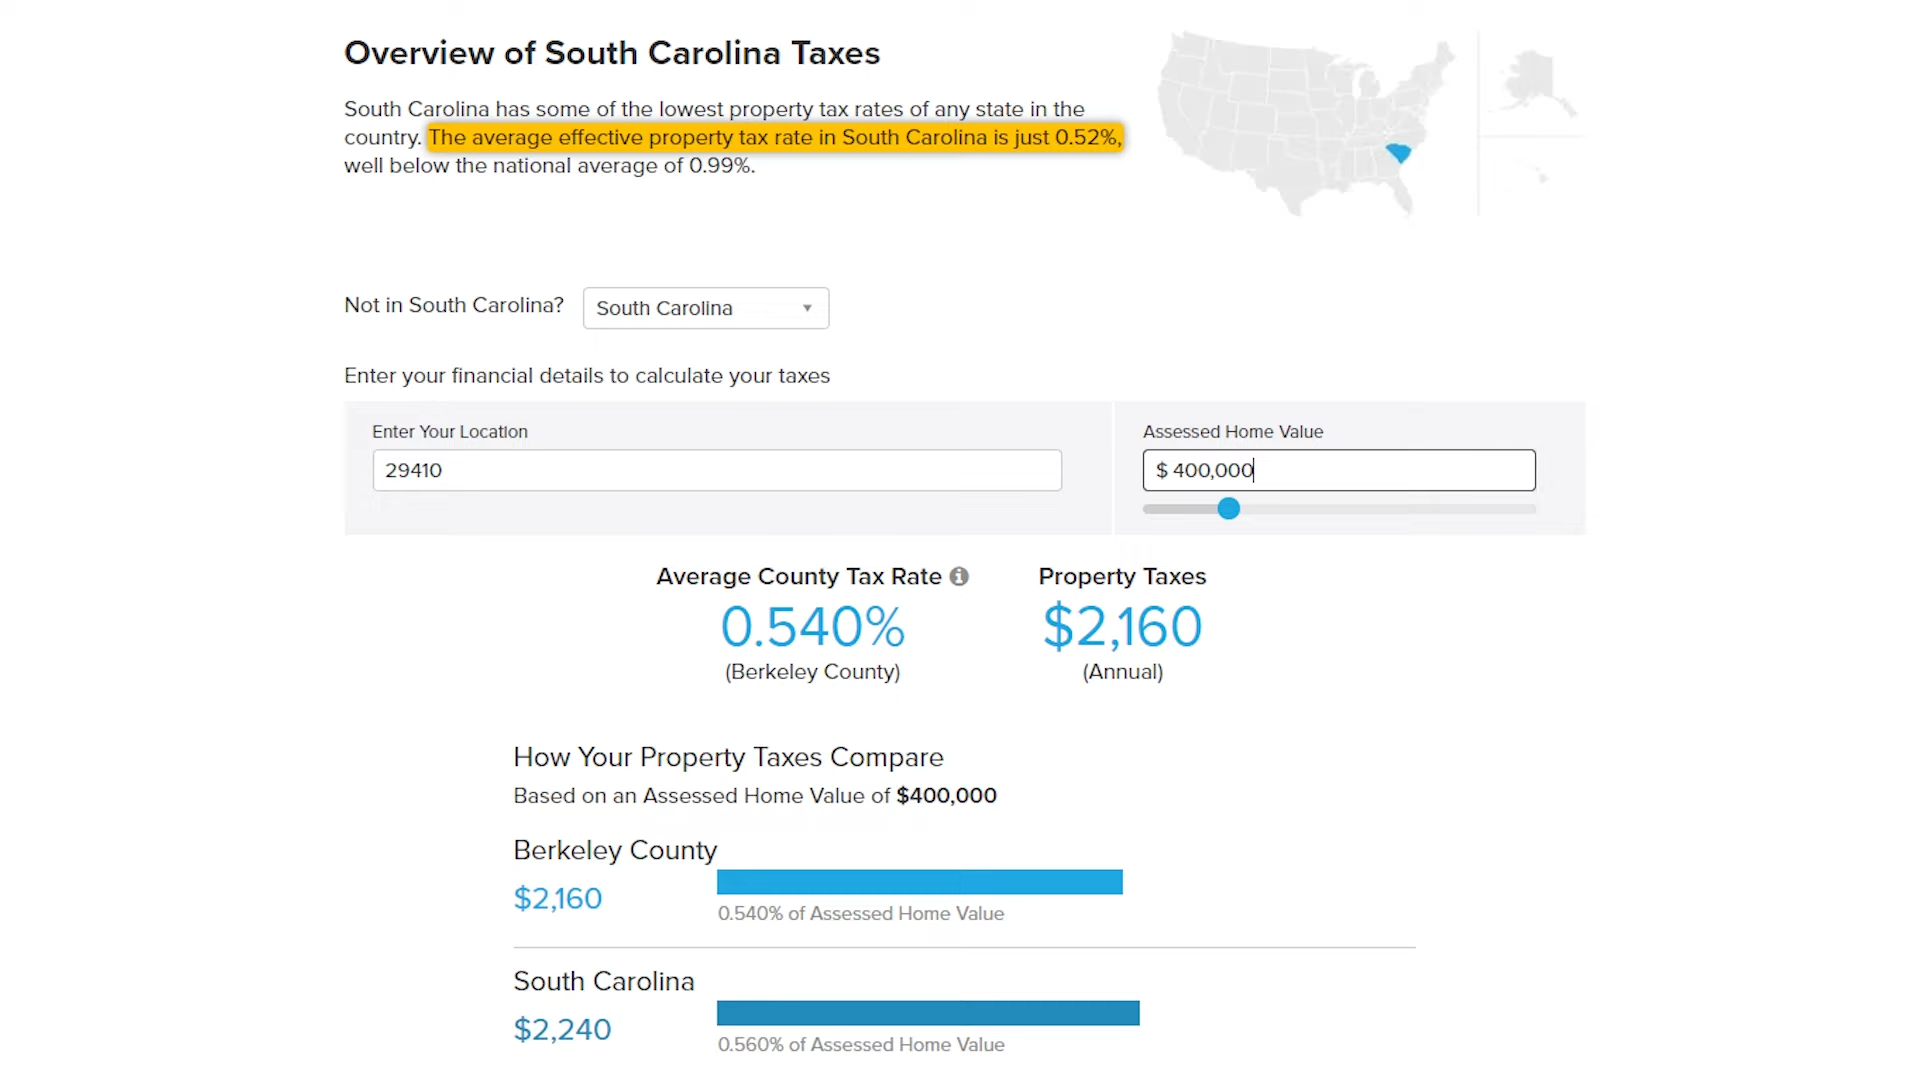 Overview of South Carolina Taxes
South Carolina has some of the lowest property tax rates of any state in the
country. The average effective property tax rate in South Carolina is just 0.52%,
well below the national average of 0.99%.
Not in South Carolina?
South Carolina
Enter your financial details to calculate your taxes
Enter Your Location
29410
Assessed Home Value
$ 400,000
Average County Tax Rate
0.540%
(Berkeley County)
Property Taxes
$2,160
(Annual)
How Your Property Taxes Compare
Based on an Assessed Home Value of $400,000
Berkeley County
$2,160
0.540% of Assessed Home Value
South Carolina
$2,240
0.560% of Assessed Home Value